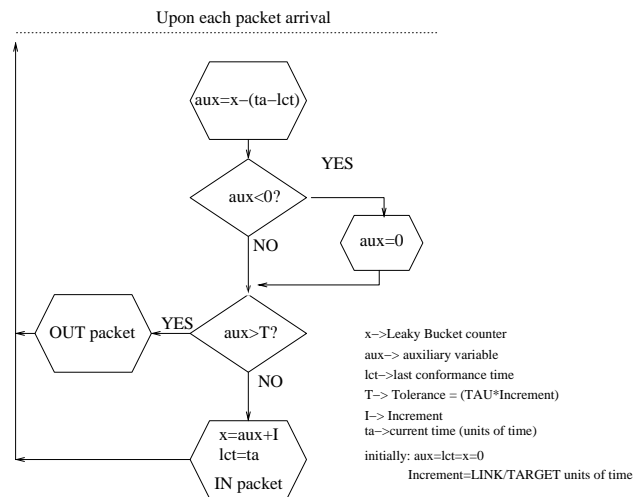 Upon each packet arrival
aux=x-(ta-lct)
YES
aux<0?
aux=0
NO
OUT packet
YES
aux>T?
NO
x=aux+I
lct=ta
IN packet
x->Leaky Bucket counter
aux-> auxiliary variable
lct->last conformance time
T-> Tolerance = (TAU*Increment)
I-> Increment
ta->current time (units of time)
initially: aux=lct=x=0
Increment=LINK/TARGET units of time